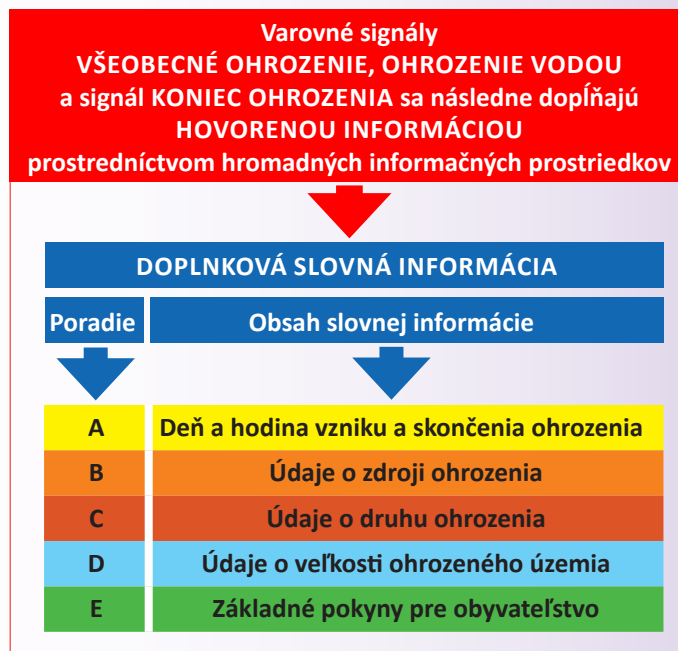 Varovné signály
VŠEOBECNÉ OHROZENIE, OHROZENIE VODOU
a signál KONIEC OHROZENIA sa následne dopĺňajú
HOVORENOU INFORMÁCIOU
prostredníctvom hromadných informačných prostriedkov
DOPLNKOVÁ SLOVNÁ INFORMÁCIA
Poradie Obsah slovnej informácie
A Deň a hodina vzniku a skončenia ohrozenia
B Údaje o zdroji ohrozenia
C Údaje o druhu ohrozenia
D Údaje o veľkosti ohrozeného územia
E Základné pokyny pre obyvateľstvo